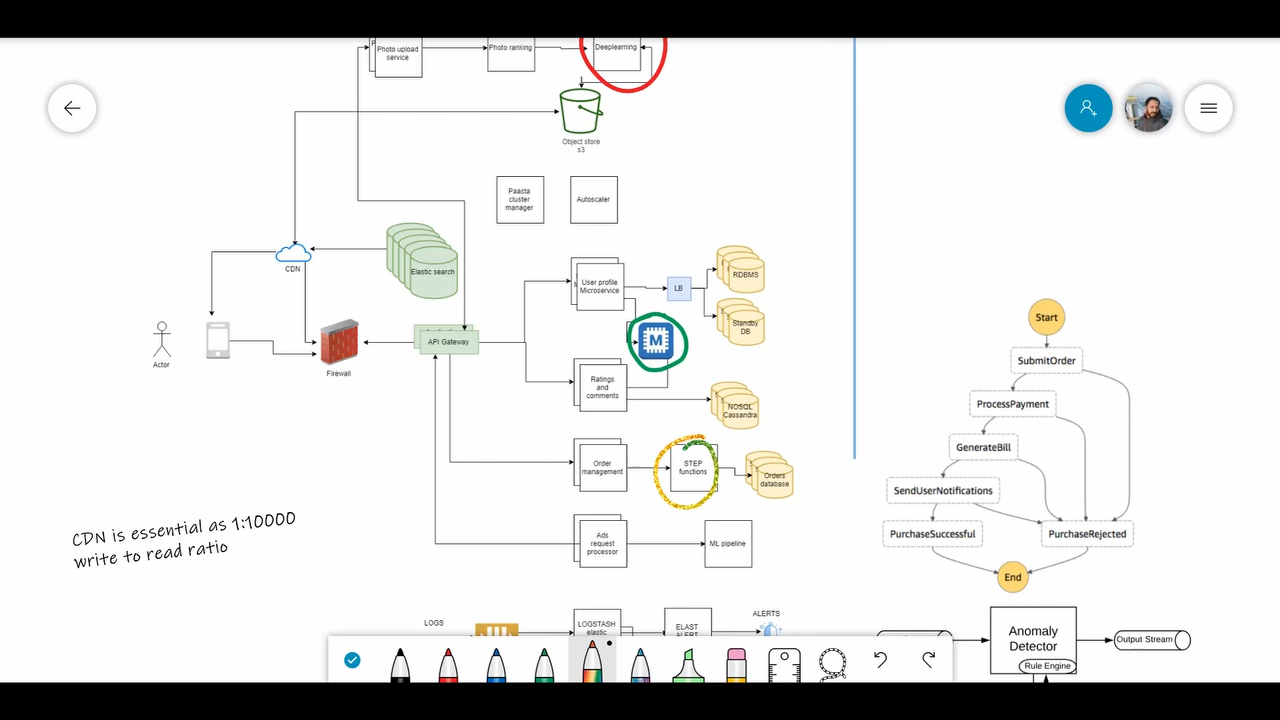 Photo upload
service
Photo ranking
Deeplearning
Object store
s3
Paasta
cluster
manager
Autoscaler
CDN
Elastic search
User profile
Microservice
LB
RDBMS
Standby
DB
M
Actor
Firewall
API Gateway
Ratings
and
comments
NOSQL
Cassandra
Order
management
STEP
functions
Orders
database
Ads
request
processor
ML pipeline
CDN is essential as 1:10000
write to read ratio
LOGS
LOGSTASH
elastic
ELAST
ALERT
ALERTS
Start
SubmitOrder
ProcessPayment
GenerateBill
SendUserNotifications
PurchaseSuccessful
PurchaseRejected
End
Anomaly
Detector
Rule Engine
Output Stream